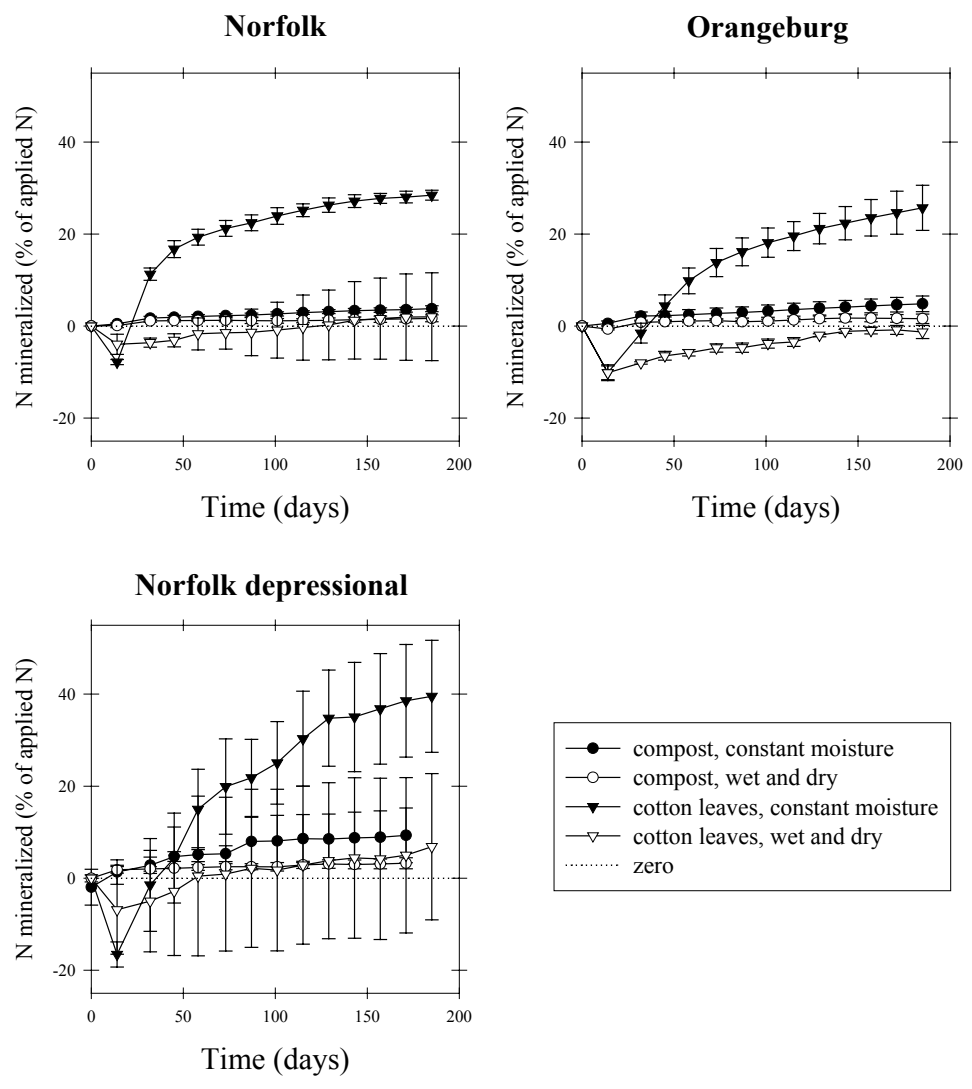 Norfolk
N mineralized (% of applied N)
40
20
0
-20
0 50 100 150 200
Time (days)
Orangeburg
N mineralized (% of applied N)
40
20
0
-20
0 50 100 150 200
Time (days)
Norfolk depressional
N mineralized (% of applied N)
40
20
0
-20
0 50 100 150 200
Time (days)
compost, constant moisture
compost, wet and dry
cotton leaves, constant moisture
cotton leaves, wet and dry
zero